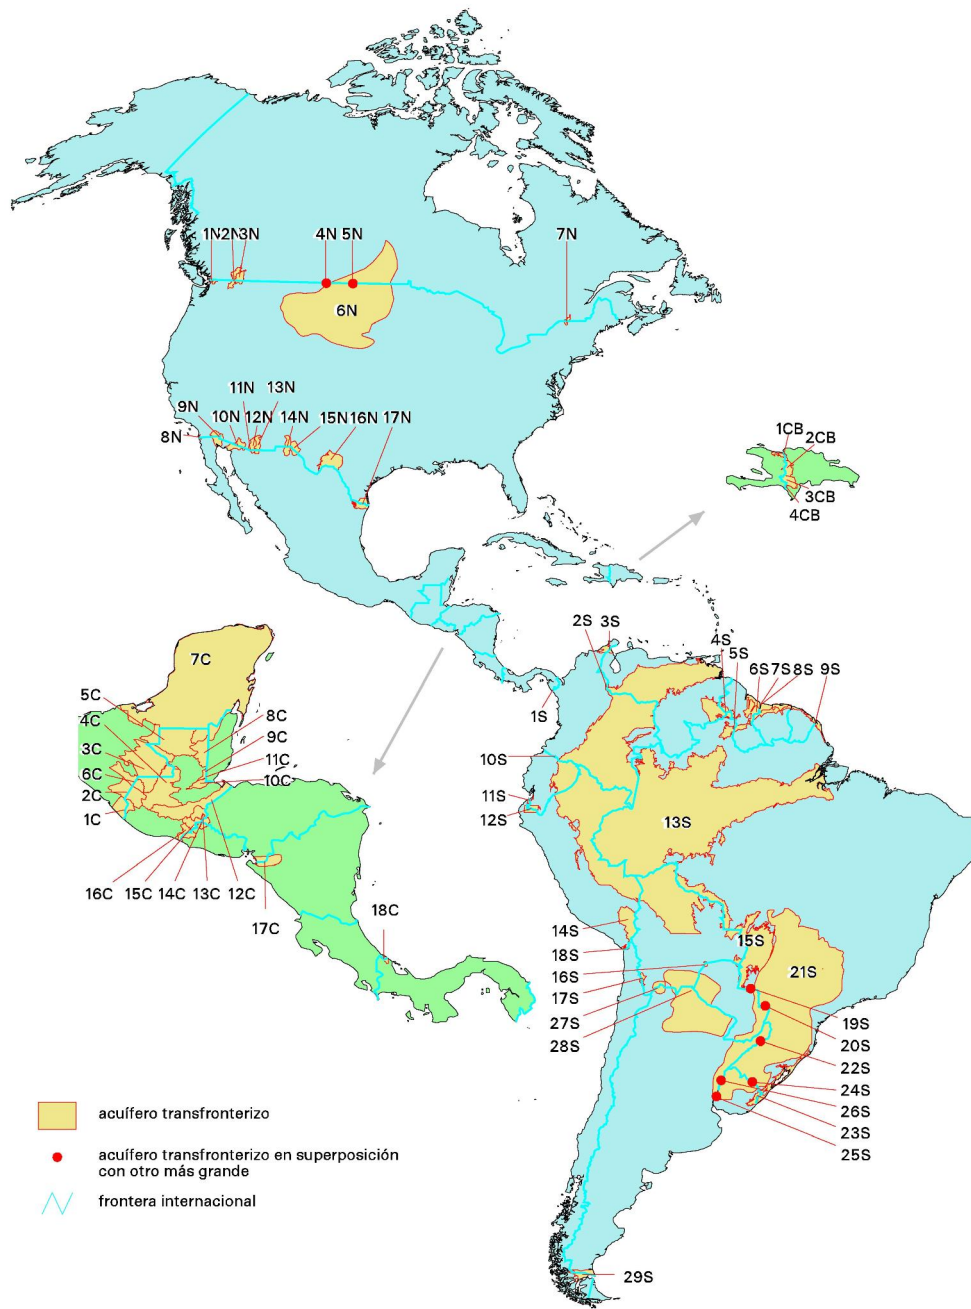 1N 2N 3N
4N 5N
7N
6N
11N 13N
9N
10N 12N 14N
15N
16N 17N
8N
1CB
2CB
3CB
4CB
2S 3S
4S
5S
6S 7S 8S 9S
1S
7C
5C
4C
8C
3C
9C
6C
11C
2C
10C
1C
16C 15C 14C 13C 12C
17C
18C
10S
11S
12S
13S
14S
18S
15S
16S
21S
17S
27S
28S
19S
20S
22S
24S
26S
23S
25S
29S
acuífero transfronterizo
acuífero transfronterizo en superposición
con otro más grande
frontera internacional